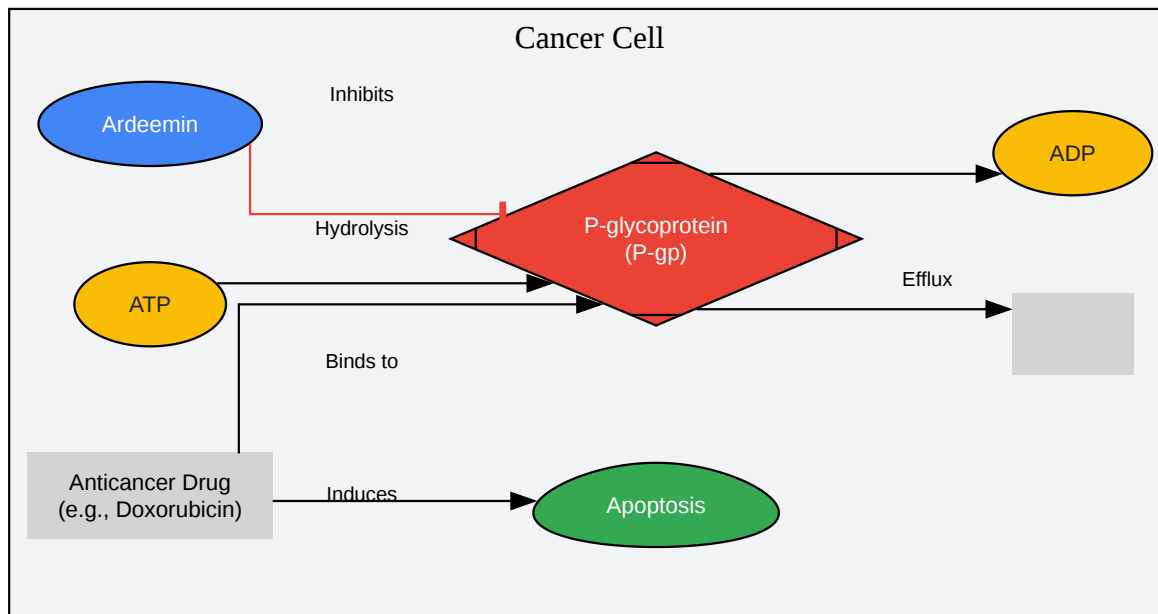 Cancer Cell
Inhibits
Ardeemin
ADP
P-glycoprotein
(P-gp)
Hydrolysis
Efflux
ATP
Binds to
Anticancer Drug
(e.g., Doxorubicin)
Induces
Apoptosis